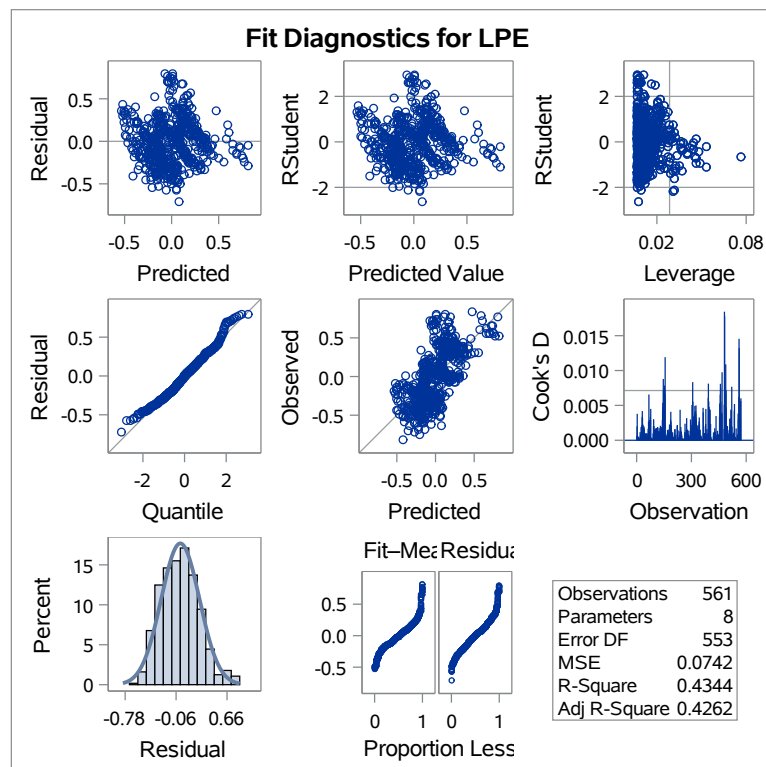 Fit Diagnostics for LPE
Residual
0.5
0.0
-0.5
-0.5 0.0 0.5
Predicted
RStudent
2
0
-2
-0.5 0.0 0.5
Predicted Value
RStudent
2
0
-2
0.02 0.08
Leverage
Residual
0.5
0.0
-0.5
-2 0 2
Quantile
Observed
0.5
0.0
-0.5
-0.5 0.0 0.5
Predicted
Cook's D
0.015
0.010
0.005
0.000
0 300 600
Observation
Percent
15
10
5
0
-0.78 -0.06 0.66
Residual
Fit–Mea Residua
0.5
0.0
-0.5
0 1 0 1
Proportion Less
Observations 561
Parameters 8
Error DF 553
MSE 0.0742
R-Square 0.4344
Adj R-Square 0.4262